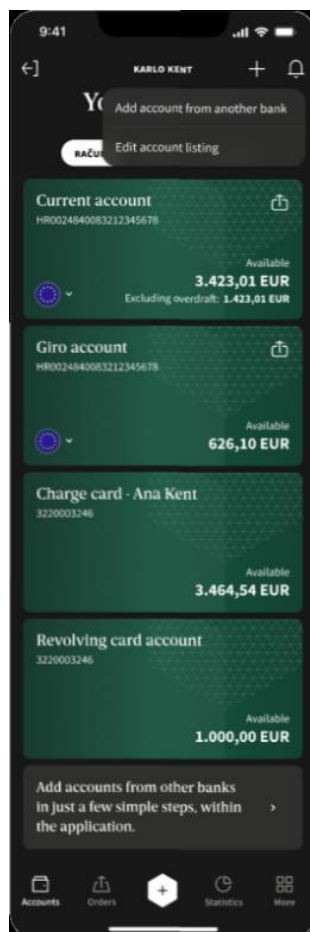 9:41
KARLO KENT
Add account from another bank
Edit account listing
Current account
HR0024840083212345678
Available
3.423,01 EUR
Excluding overdraft: 1.423,01 EUR
Giro account
HR0024840083212345678
Available
626,10 EUR
Charge card - Ana Kent
3220003246
Available
3.464,54 EUR
Revolving card account
3220003246
Available
1.000,00 EUR
Add accounts from other banks
in just a few simple steps, within
the application.
Accounts
Orders
Statistics
More